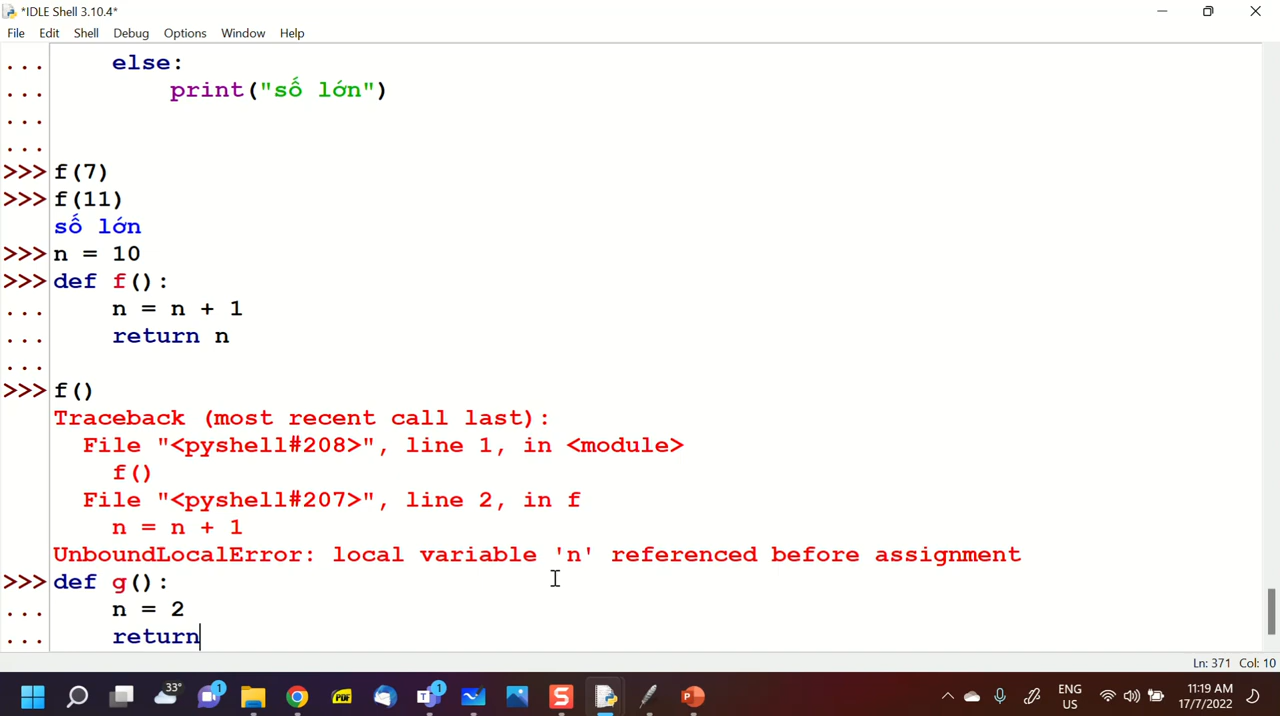 *IDLE Shell 3.10.4*
File Edit Shell Debug Options Window Help
... else:
... print("số lớn")
...
...
>>> f(7)
>>> f(11)
số lớn
>>> n = 10
>>> def f():
... n = n + 1
... return n
...
>>> f()
Traceback (most recent call last):
File "<pyshell#208>", line 1, in <module>
f()
File "<pyshell#207>", line 2, in f
n = n + 1
UnboundLocalError: local variable 'n' referenced before assignment
>>> def g():
... n = 2
... return
Ln: 371 Col: 10
33° 1 PDF T 1 S P ENG US 11:19 AM 17/7/2022